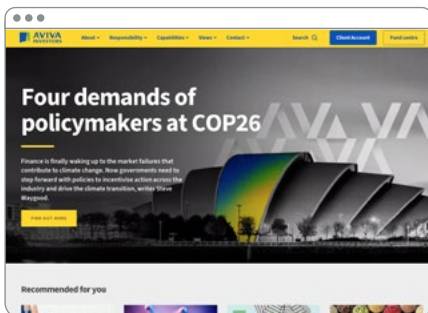 AVIVA
INVESTORS
About
Responsibility
Capabilities
Views
Contact
Search
Client Account
Fund centre
Four demands of
policymakers at COP26
Finance is finally waking up to the market failures that
contribute to climate change. Now governments need to
step forward with policies to incentivise action across the
industry and drive the climate transition, writes Steve
Waygood.
FIND OUT MORE
Recommended for you